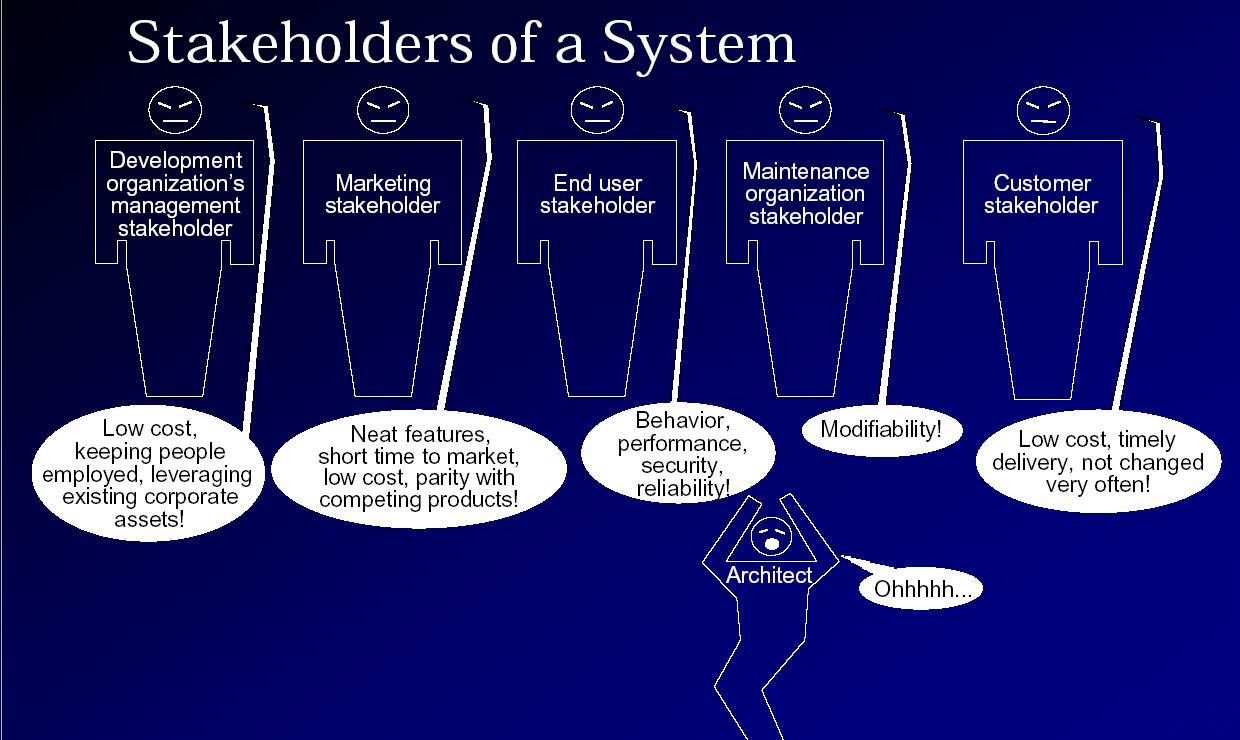 Stakeholders of a System
Development
organization's
management
stakeholder
Marketing
stakeholder
End user
stakeholder
Maintenance
organization
stakeholder
Customer
stakeholder
Low cost,
keeping people
employed, leveraging
existing corporate
assets!
Neat features,
short time to market,
low cost, parity with
competing products!
Behavior,
performance,
security,
reliability!
Modifiability!
Low cost, timely
delivery, not changed
very often!
Architect
Ohhhhh...